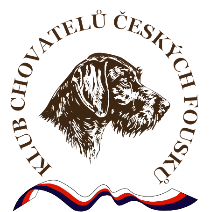 KLUB CHOVATELŮ ČESKÝCH FOUSKŮ